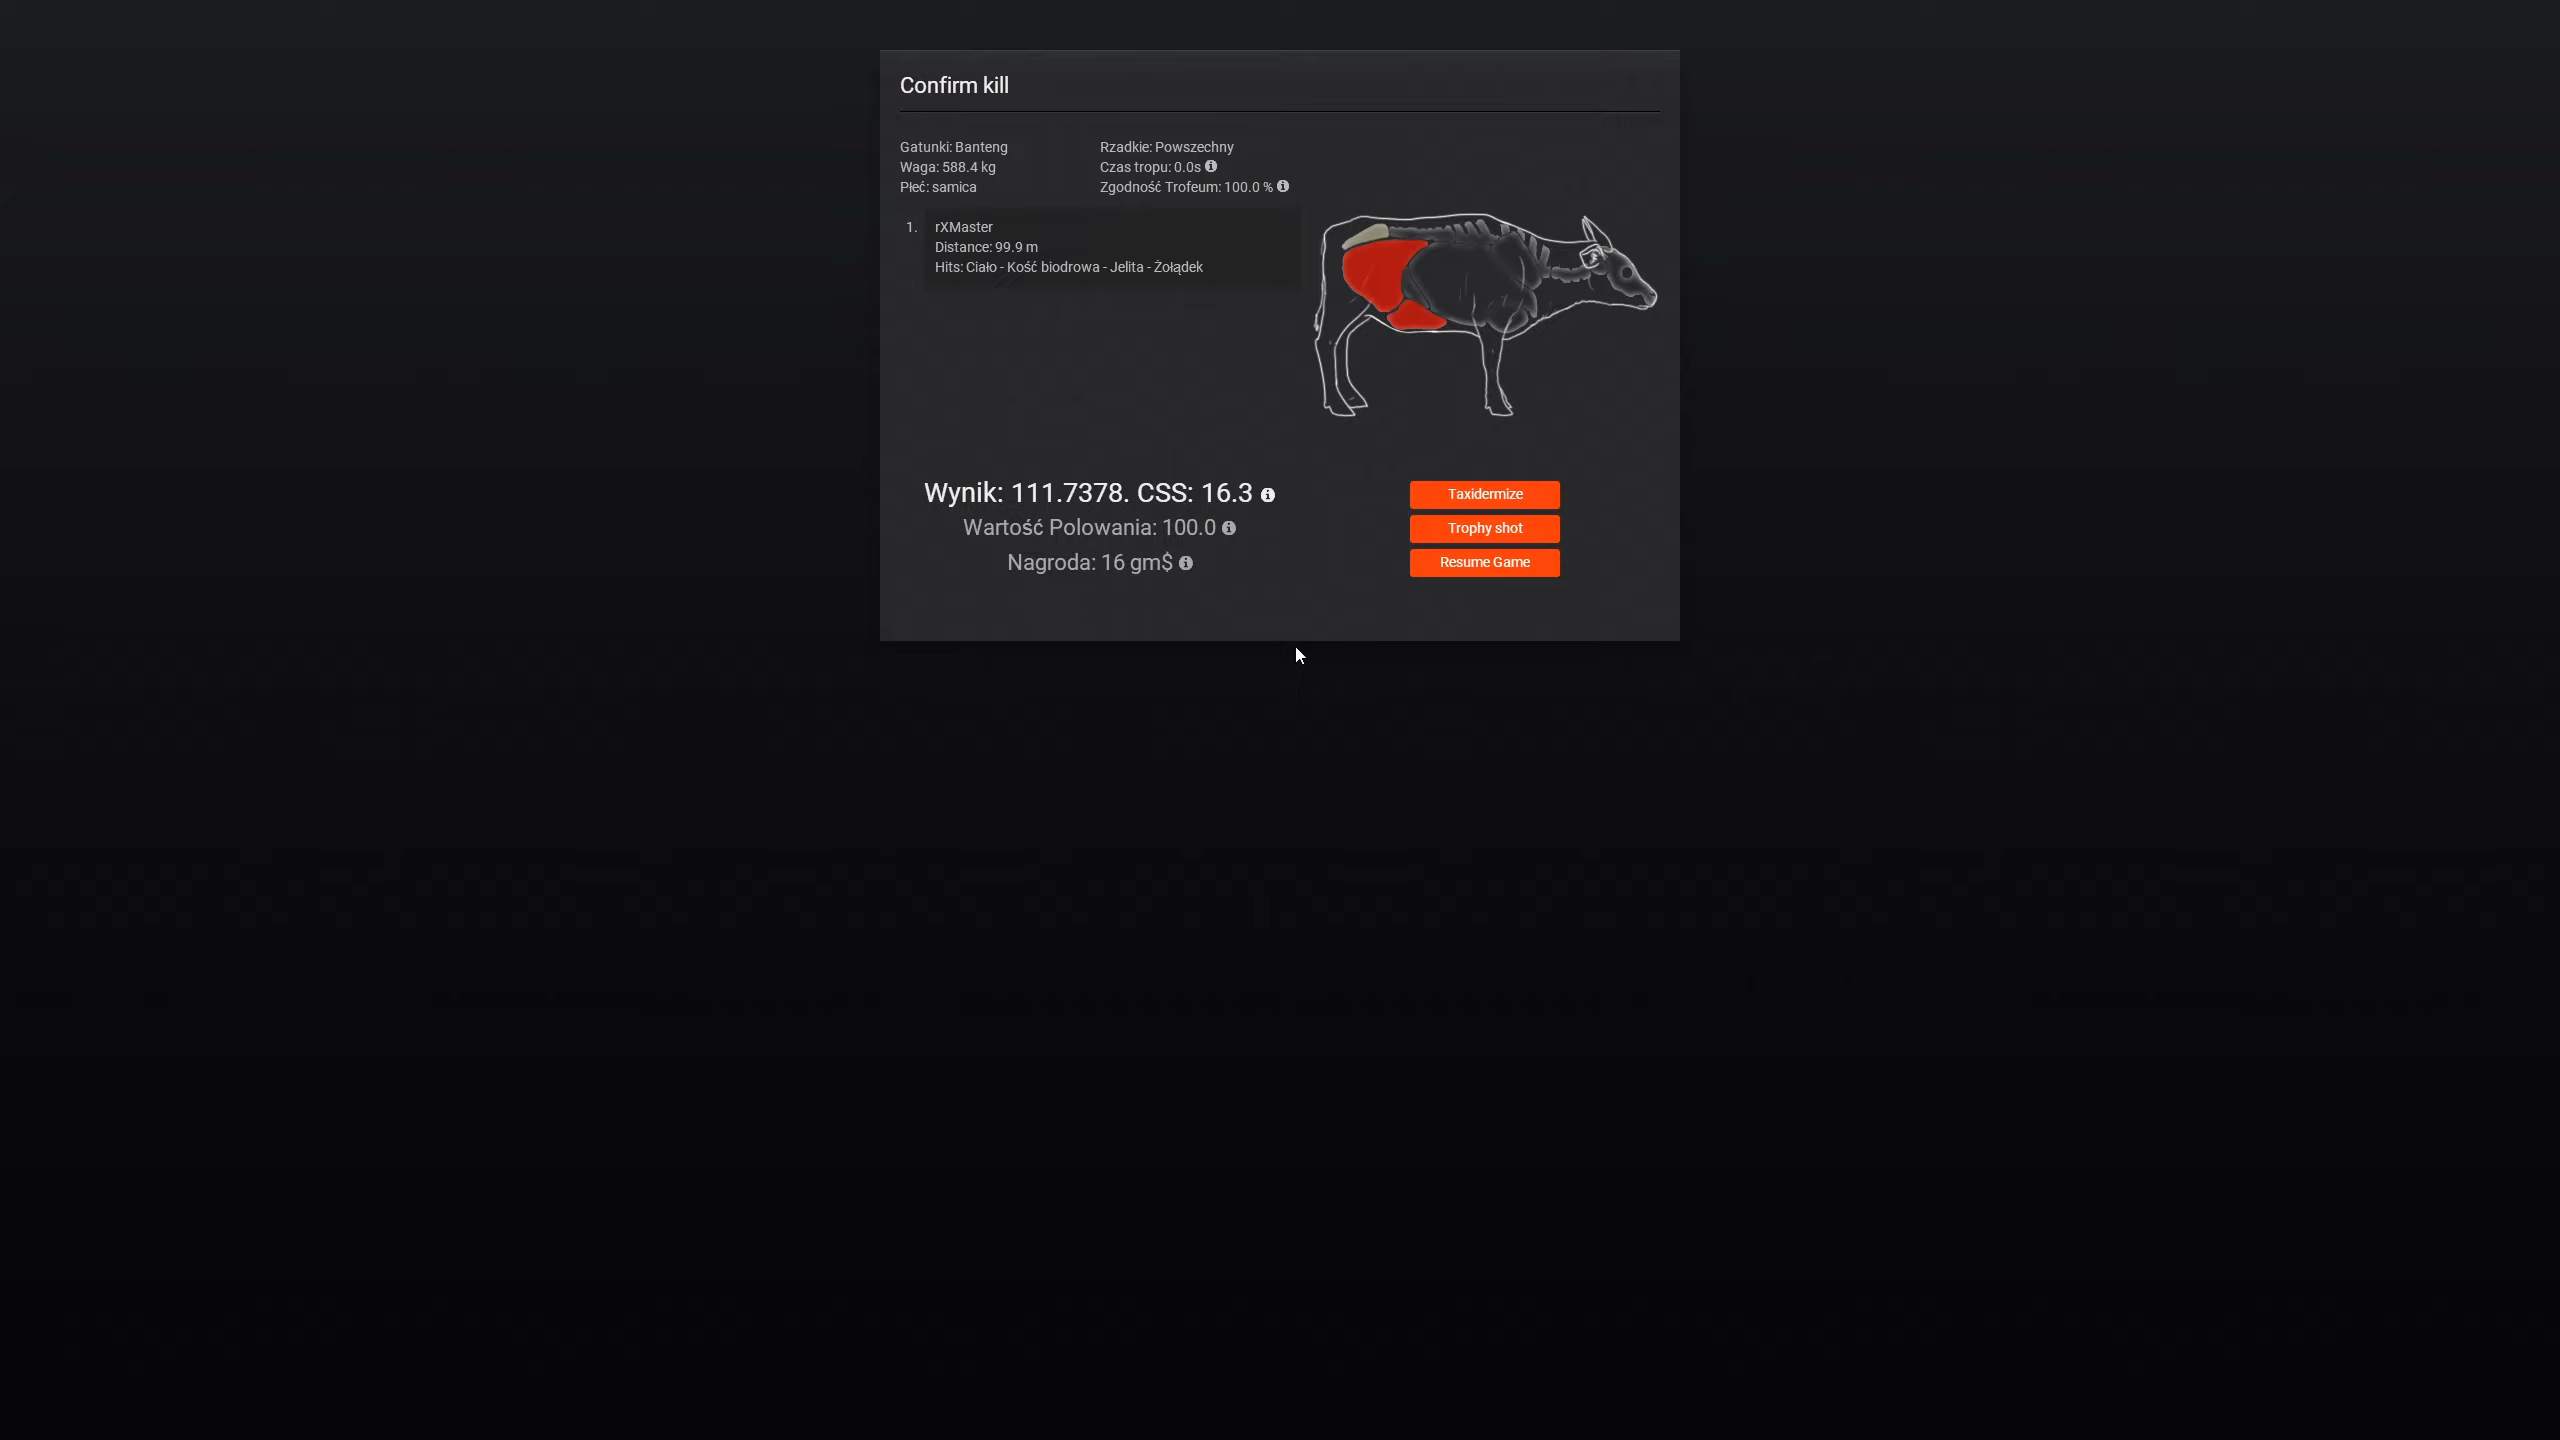 Confirm kill
Gatunki: Banteng
Waga: 588.4 kg
Płeć: samica
Rzadkie: Powszechny
Czas tropu: 0.0s
Zgodność Trofeum: 100.0 %
1. rXMaster
Distance: 99.9 m
Hits: Ciało - Kość biodrowa - Jelita - Żołądek
Wynik: 111.7378. CSS: 16.3
Wartość Polowania: 100.0
Nagroda: 16 gm$
Taxidermize
Trophy shot
Resume Game